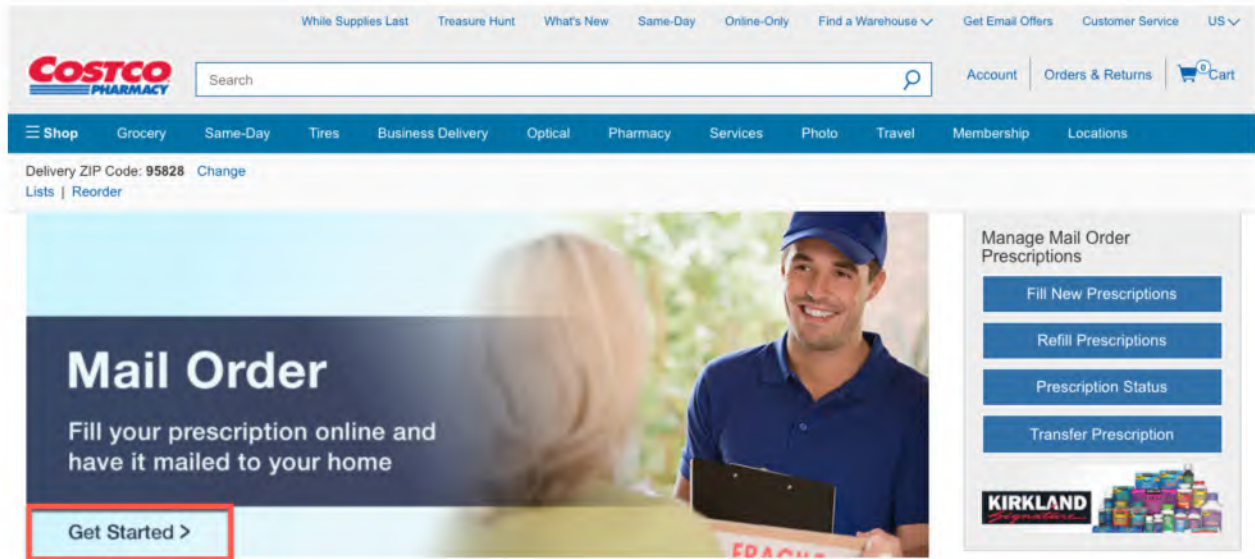 While Supplies Last Treasure Hunt What's New Same-Day Online-Only Find a Warehouse Get Email Offers Customer Service US
COSTCO
PHARMACY
Search
Account Orders & Returns 0 Cart
Shop Grocery Same-Day Tires Business Delivery Optical Pharmacy Services Photo Travel Membership Locations
Delivery ZIP Code: 95828 Change
Lists | Reorder
Mail Order
Fill your prescription online and
have it mailed to your home
Get Started >
FRAGILE
Manage Mail Order
Prescriptions
Fill New Prescriptions
Refill Prescriptions
Prescription Status
Transfer Prescription
KIRKLAND
Signature